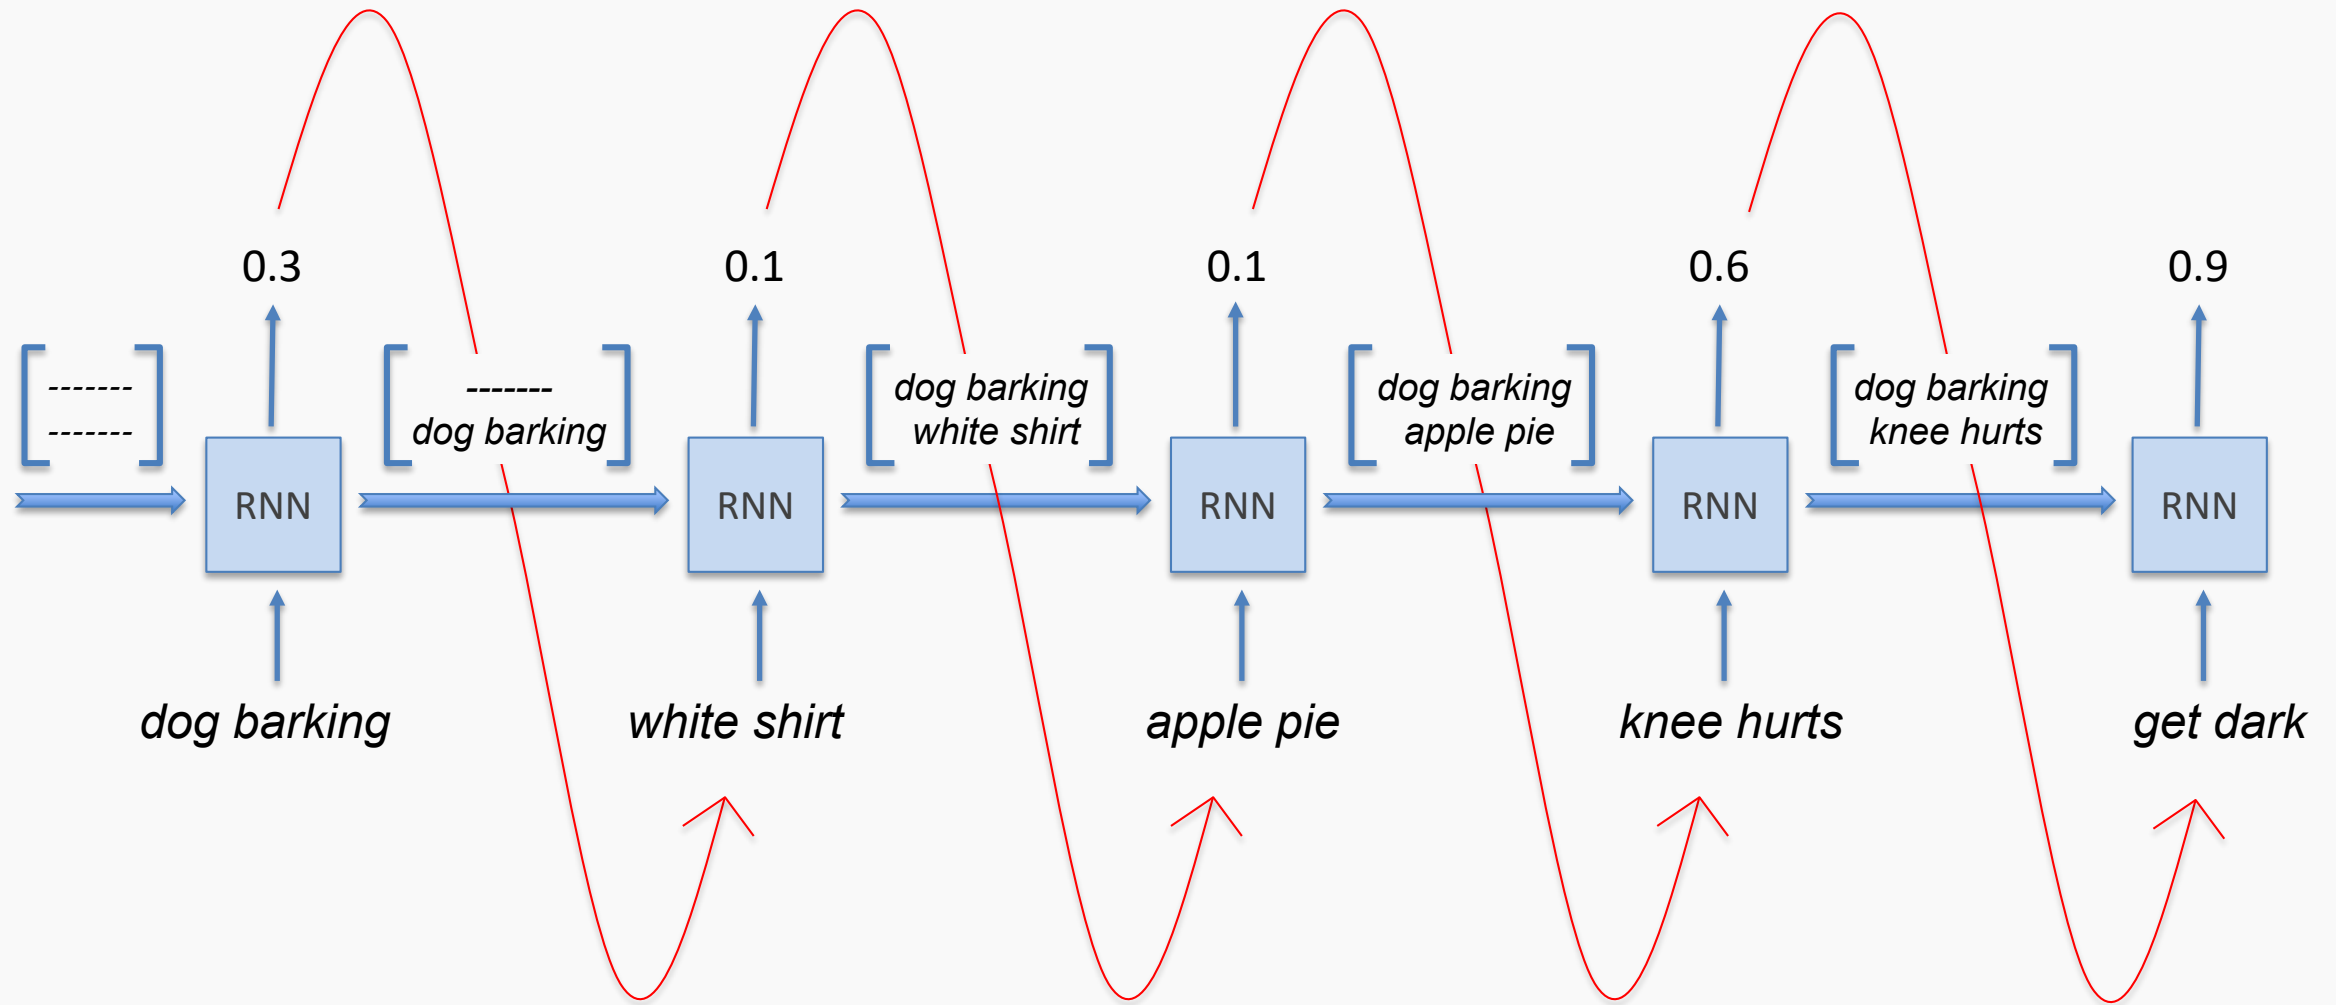 0.3
0.1
0.1
0.6
0.9
-------
-------
-------
dog barking
dog barking
white shirt
dog barking
apple pie
dog barking
knee hurts
RNN
RNN
RNN
RNN
RNN
dog barking
white shirt
apple pie
knee hurts
get dark